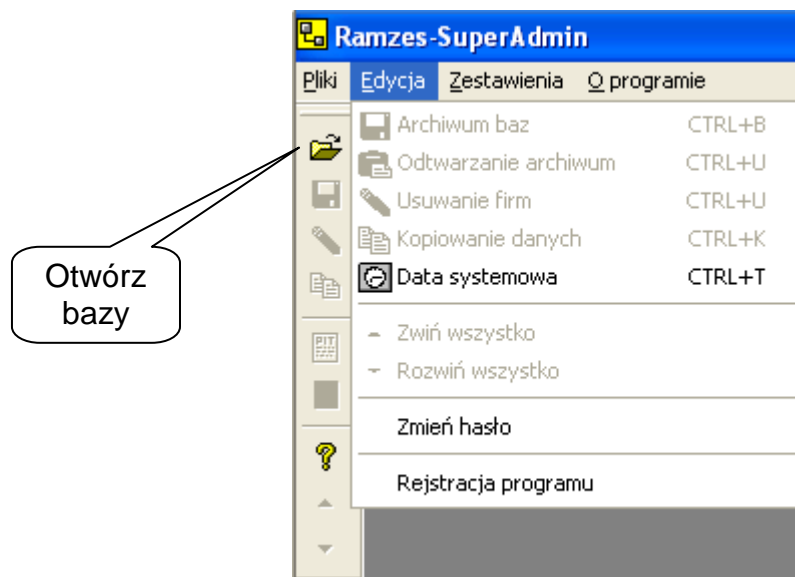 Ramzes-SuperAdmin
Pliki Edycja Zestawienia O programie
Archiwum baz CTRL+B
Odtwarzanie archiwum CTRL+U
Usuwanie firm CTRL+U
Kopiowanie danych CTRL+K
Data systemowa CTRL+T
Zwiń wszystko
Rozwiń wszystko
Zmień hasło
Rejstracja programu
Otwórz
bazy
PIT